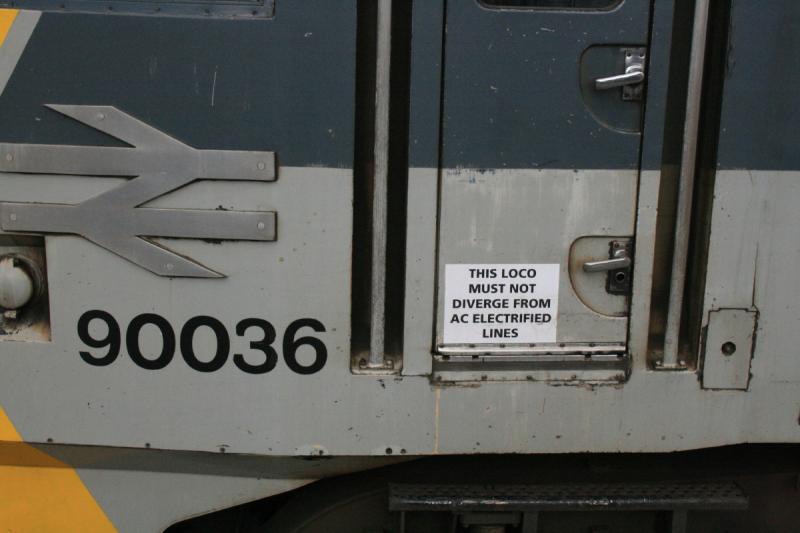 90036
THIS LOCO
MUST NOT
DIVERGE FROM
AC ELECTRIFIED
LINES